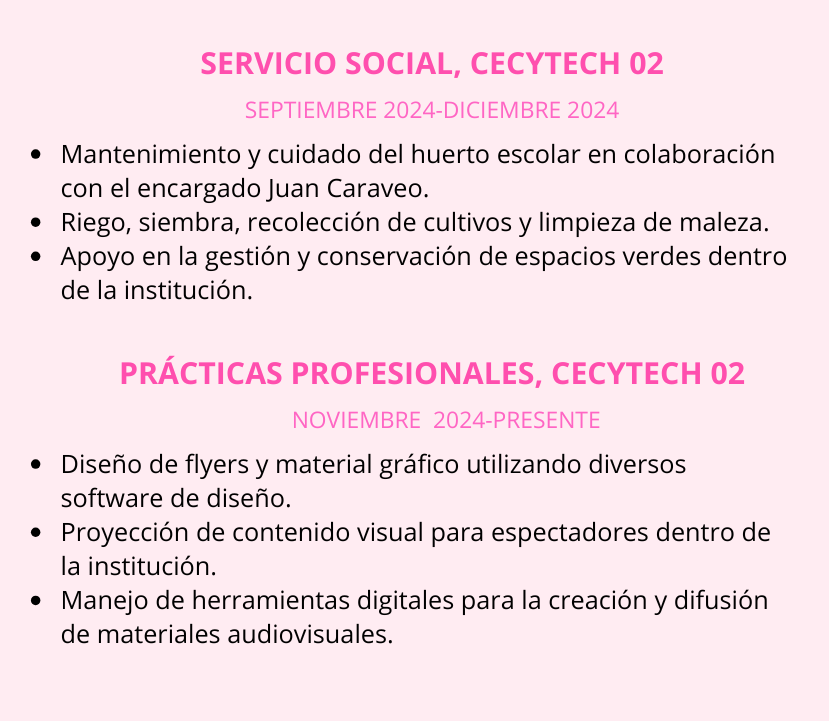 SERVICIO SOCIAL, CECYTECH 02
SEPTIEMBRE 2024-DICIEMBRE 2024
• Mantenimiento y cuidado del huerto escolar en colaboración
con el encargado Juan Caraveo.
• Riego, siembra, recolección de cultivos y limpieza de maleza.
• Apoyo en la gestión y conservación de espacios verdes dentro
de la institución.
PRÁCTICAS PROFESIONALES, CECYTECH 02
NOVIEMBRE  2024-PRESENTE
• Diseño de flyers y material gráfico utilizando diversos
software de diseño.
• Proyección de contenido visual para espectadores dentro de
la institución.
• Manejo de herramientas digitales para la creación y difusión
de materiales audiovisuales.